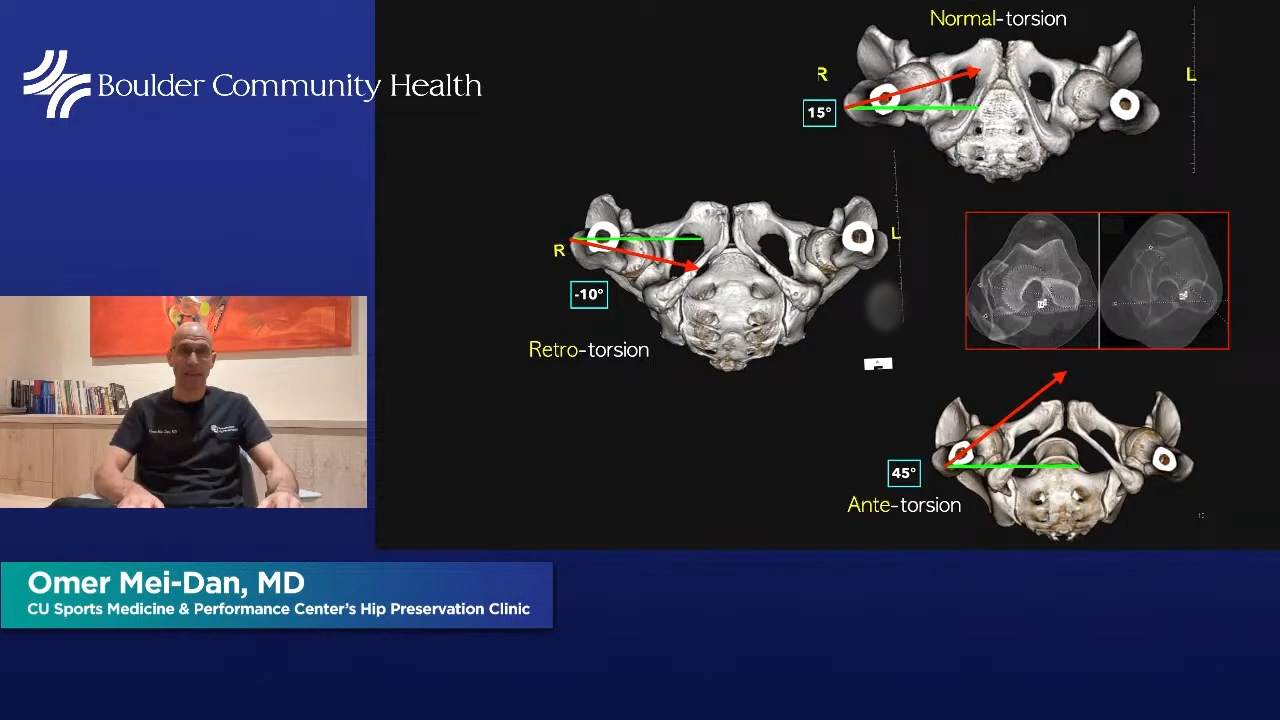 Boulder Community Health
Normal-torsion
R
L
15°
R
L
-10°
Retro-torsion
45°
Ante-torsion
Omer Mei-Dan, MD
CU Sports Medicine & Performance Center's Hip Preservation Clinic